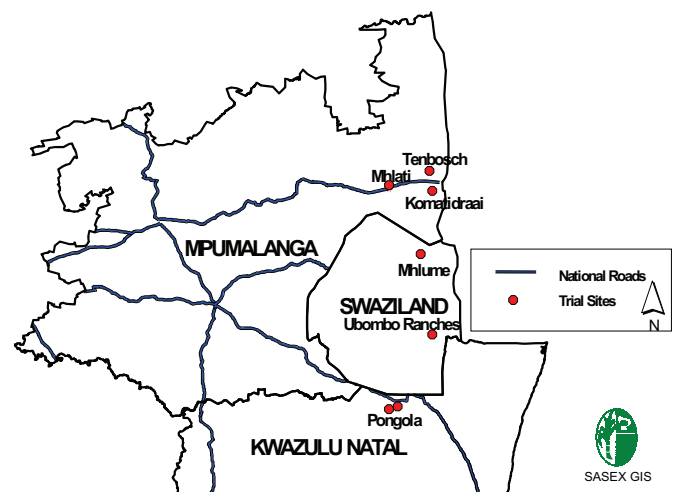 Tenbosch
Mhlati
Komatidraai
MPUMALANGA
Mhlume
National Roads
Trial Sites
N
SWAZILAND
Ubombo Ranches
Pongola
KWAZULU NATAL
SASEX GIS